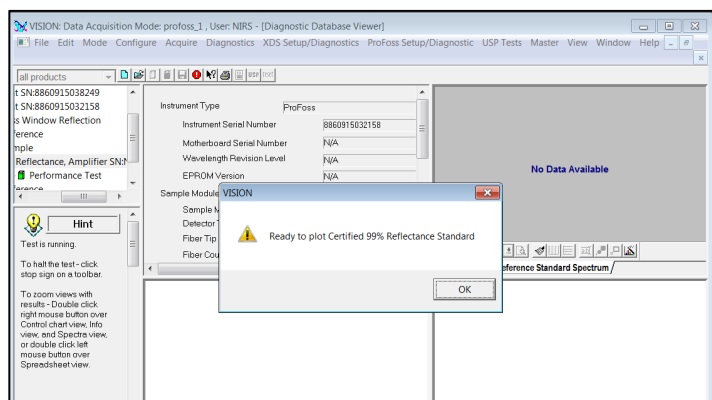 VISION: Data Acquisition Mode: profoss_1 , User: NIRS - [Diagnostic Database Viewer]
File Edit Mode Configure Acquire Diagnostics XDS Setup/Diagnostics ProFoss Setup/Diagnostic USP Tests Master View Window Help
all products
t SN:8860915038249
t SN:8860915032158
s Window Reflection
erence
mple
Reflectance, Amplifier SN:N
Performance Test
Instrument Type ProFoss
Instrument Serial Number 8860915032158
Motherboard Serial Number N/A
Wavelength Revision Level N/A
EPROM Version N/A
Sample Module
Sample M
Detector T
Fiber Tip
Fiber Cou
No Data Available
eference Standard Spectrum
VISION
Ready to plot Certified 99% Reflectance Standard
OK
Hint
Test is running.
To halt the test - click
stop sign on a toolbar.
To zoom views with
results - Double click
right mouse button over
Control chart view, Info
view, and Spectra view,
or double click left
mouse button over
Spreadsheet view.